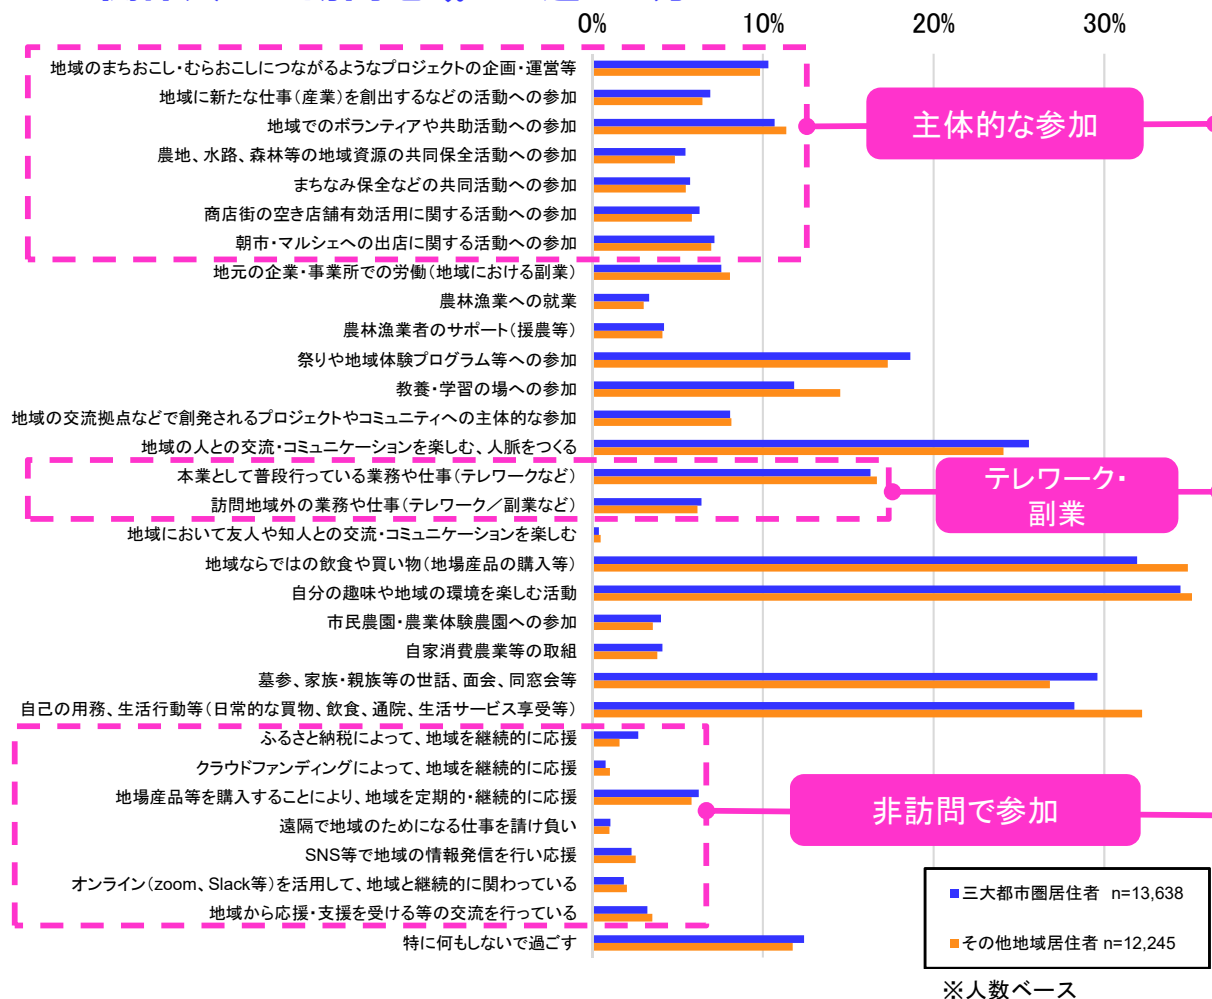 0%
10%
20%
30%
地域のまちおこし・むらおこしにつながるようなプロジェクトの企画・運営等
地域に新たな仕事（産業）を創出するなどの活動への参加
地域でのボランティアや共助活動への参加
農地、水路、森林等の地域資源の共同保全活動への参加
まちなみ保全などの共同活動への参加
商店街の空き店舗有効活用に関する活動への参加
朝市・マルシェへの出店に関する活動への参加
主体的な参加
地元の企業・事業所での労働（地域における副業）
農林漁業への就業
農林漁業者のサポート（援農等）
祭りや地域体験プログラム等への参加
教養・学習の場への参加
地域の交流拠点などで創発されるプロジェクトやコミュニティへの主体的な参加
地域の人との交流・コミュニケーションを楽しむ、人脈をつくる
本業として普段行っている業務や仕事（テレワークなど）
訪問地域外の業務や仕事（テレワーク／副業など）
テレワーク・
副業
地域において友人や知人との交流・コミュニケーションを楽しむ
地域ならではの飲食や買い物（地場産品の購入等）
自分の趣味や地域の環境を楽しむ活動
市民農園・農業体験農園への参加
自家消費農業等の取組
墓参、家族・親族等の世話、面会、同窓会等
自己の用務、生活行動等（日常的な買物、飲食、通院、生活サービス享受等）
ふるさと納税によって、地域を継続的に応援
クラウドファンディングによって、地域を継続的に応援
地場産品等を購入することにより、地域を定期的・継続的に応援
遠隔で地域のためになる仕事を請け負い
SNS等で地域の情報発信を行い応援
オンライン（zoom、Slack等）を活用して、地域と継続的に関わっている
地域から応援・支援を受ける等の交流を行っている
非訪問で参加
特に何もしないで過ごす
三大都市圏居住者 n=13,638
その他地域居住者 n=12,245
※人数ベース